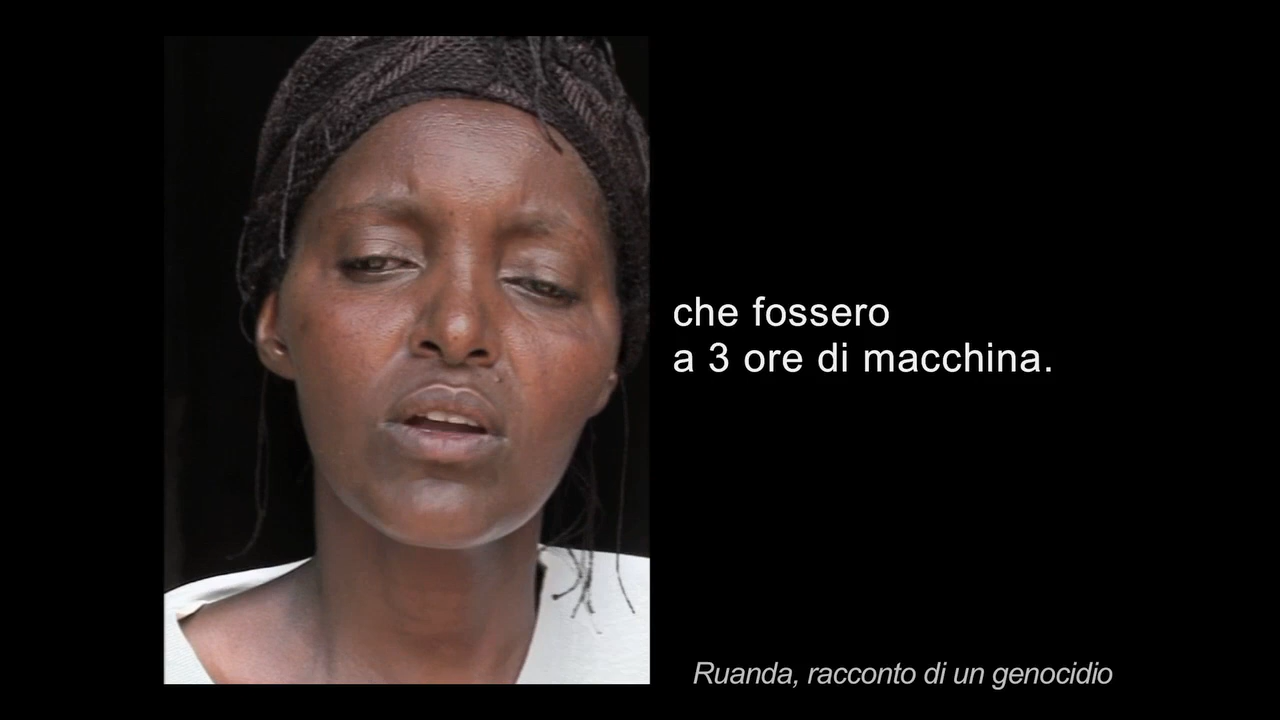 che fossero
a 3 ore di macchina.
Ruanda, racconto di un genocidio